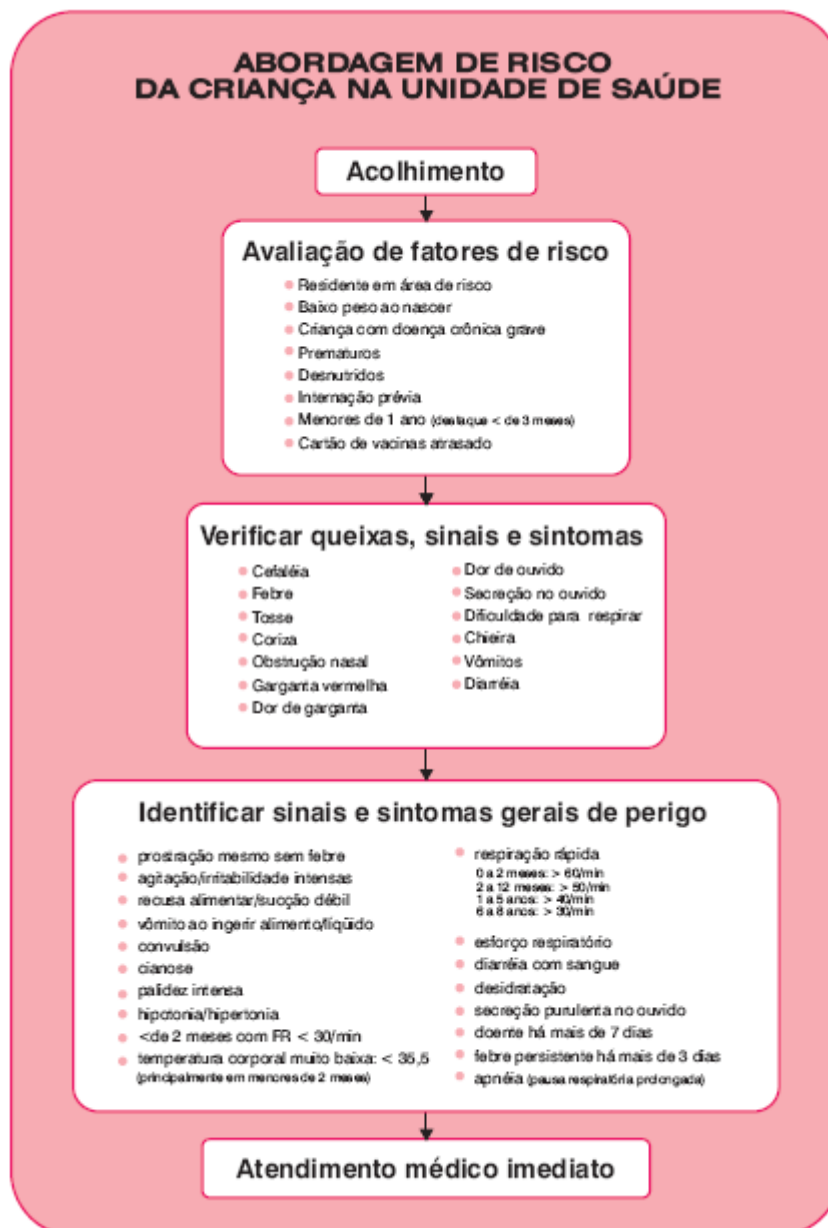 ABORDAGEM DE RISCO
DA CRIANÇA NA UNIDADE DE SAÚDE
Acolhimento
Avaliação de fatores de risco
Residente em área de risco
Baixo peso ao nascer
Criança com doença crônica grave
Prematuros
Desnutridos
Internação prévia
Menores de 1 ano (destaque < de 3 meses)
Cartão de vacinas atrasado
Verificar queixas, sinais e sintomas
Cefaléia
Febre
Tosse
Coriza
Obstrução nasal
Garganta vermelha
Dor de garganta
Dor de ouvido
Secreção no ouvido
Dificuldade para respirar
Chieira
Vômitos
Diarréia
Identificar sinais e sintomas gerais de perigo
prostração mesmo sem febre
agitação/irritabilidade intensas
recusa alimentar/sucção débil
vômito ao ingerir alimento/líqüido
convulsão
cianose
palidez intensa
hipotonia/hipertonia
<de 2 meses com FR < 30/min
temperatura corporal muito baixa: < 35,5
(principalmente em menores de 2 meses)
respiração rápida
0 a 2 meses: > 60/min
2 a 12 meses: > 50/min
1 a 5 anos: > 40/min
6 a 8 anos: > 30/min
esforço respiratório
diarréia com sangue
desidratação
secreção purulenta no ouvido
doente há mais de 7 dias
febre persistente há mais de 3 dias
apnéia (pausa respiratória prolongada)
Atendimento médico imediato